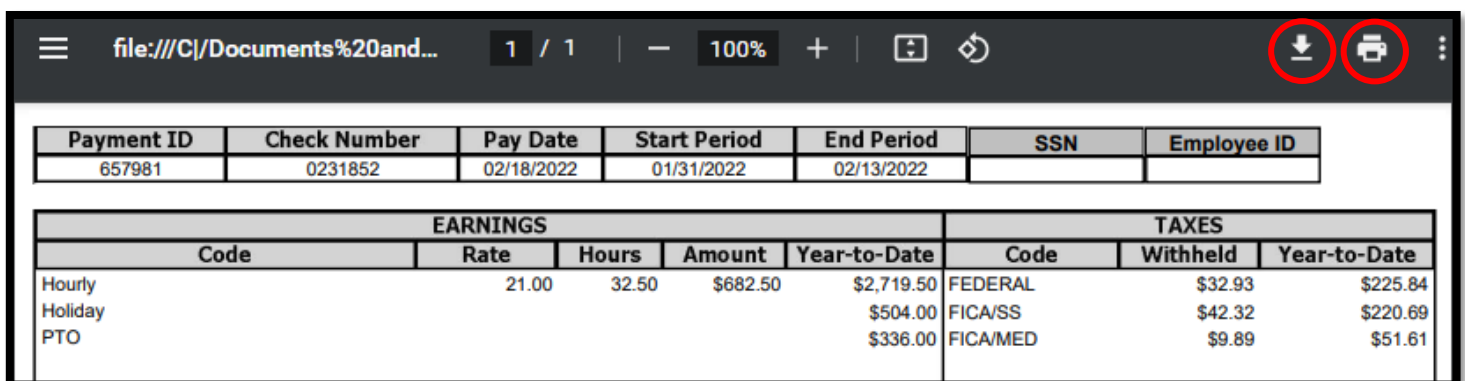 file:///C|/Documents%20and... 1 / 1 | — 100% + |
Payment ID Check Number Pay Date Start Period End Period SSN Employee ID
657981 0231852 02/18/2022 01/31/2022 02/13/2022
EARNINGS TAXES
Code Rate Hours Amount Year-to-Date Code Withheld Year-to-Date
Hourly 21.00 32.50 $682.50 $2,719.50 FEDERAL $32.93 $225.84
Holiday $504.00 FICA/SS $42.32 $220.69
PTO $336.00 FICA/MED $9.89 $51.61